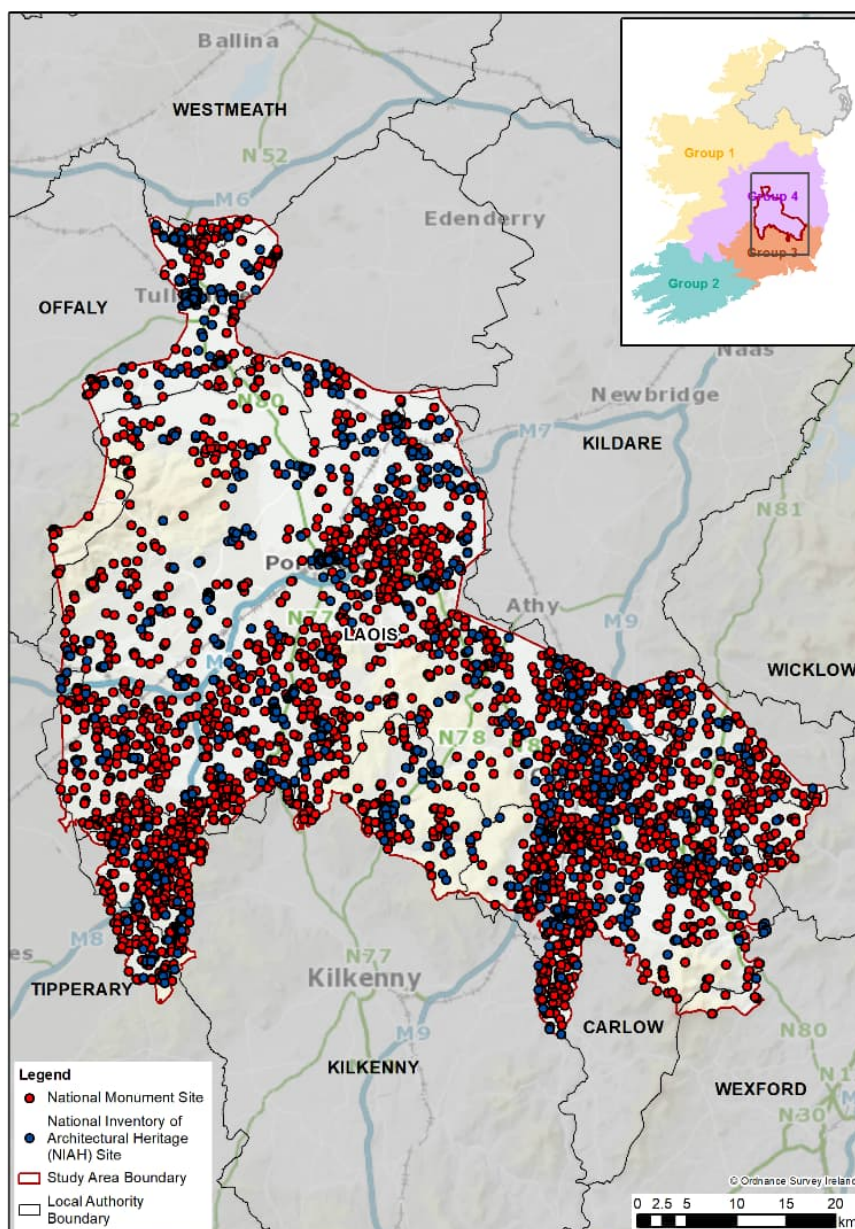 Ballina
WESTMEATH
N 52
M6
Edenderry
Group 1
Group 4
Group 3
Group 2
OFFALY
Naas
Newbridge
N80
M7
KILDARE
N81
Athy
N77
LAOIS
M9
WICKLOW
N78
M8
N77
TIPPERARY
Kilkenny
M9
CARLOW
KILKENNY
N80
WEXFORD
N30
Legend
National Monument Site
National Inventory of
Architectural Heritage
(NIAH) Site
Study Area Boundary
Local Authority
Boundary
© Ordnance Survey Ireland
0 2.5 5 10 15 20
km